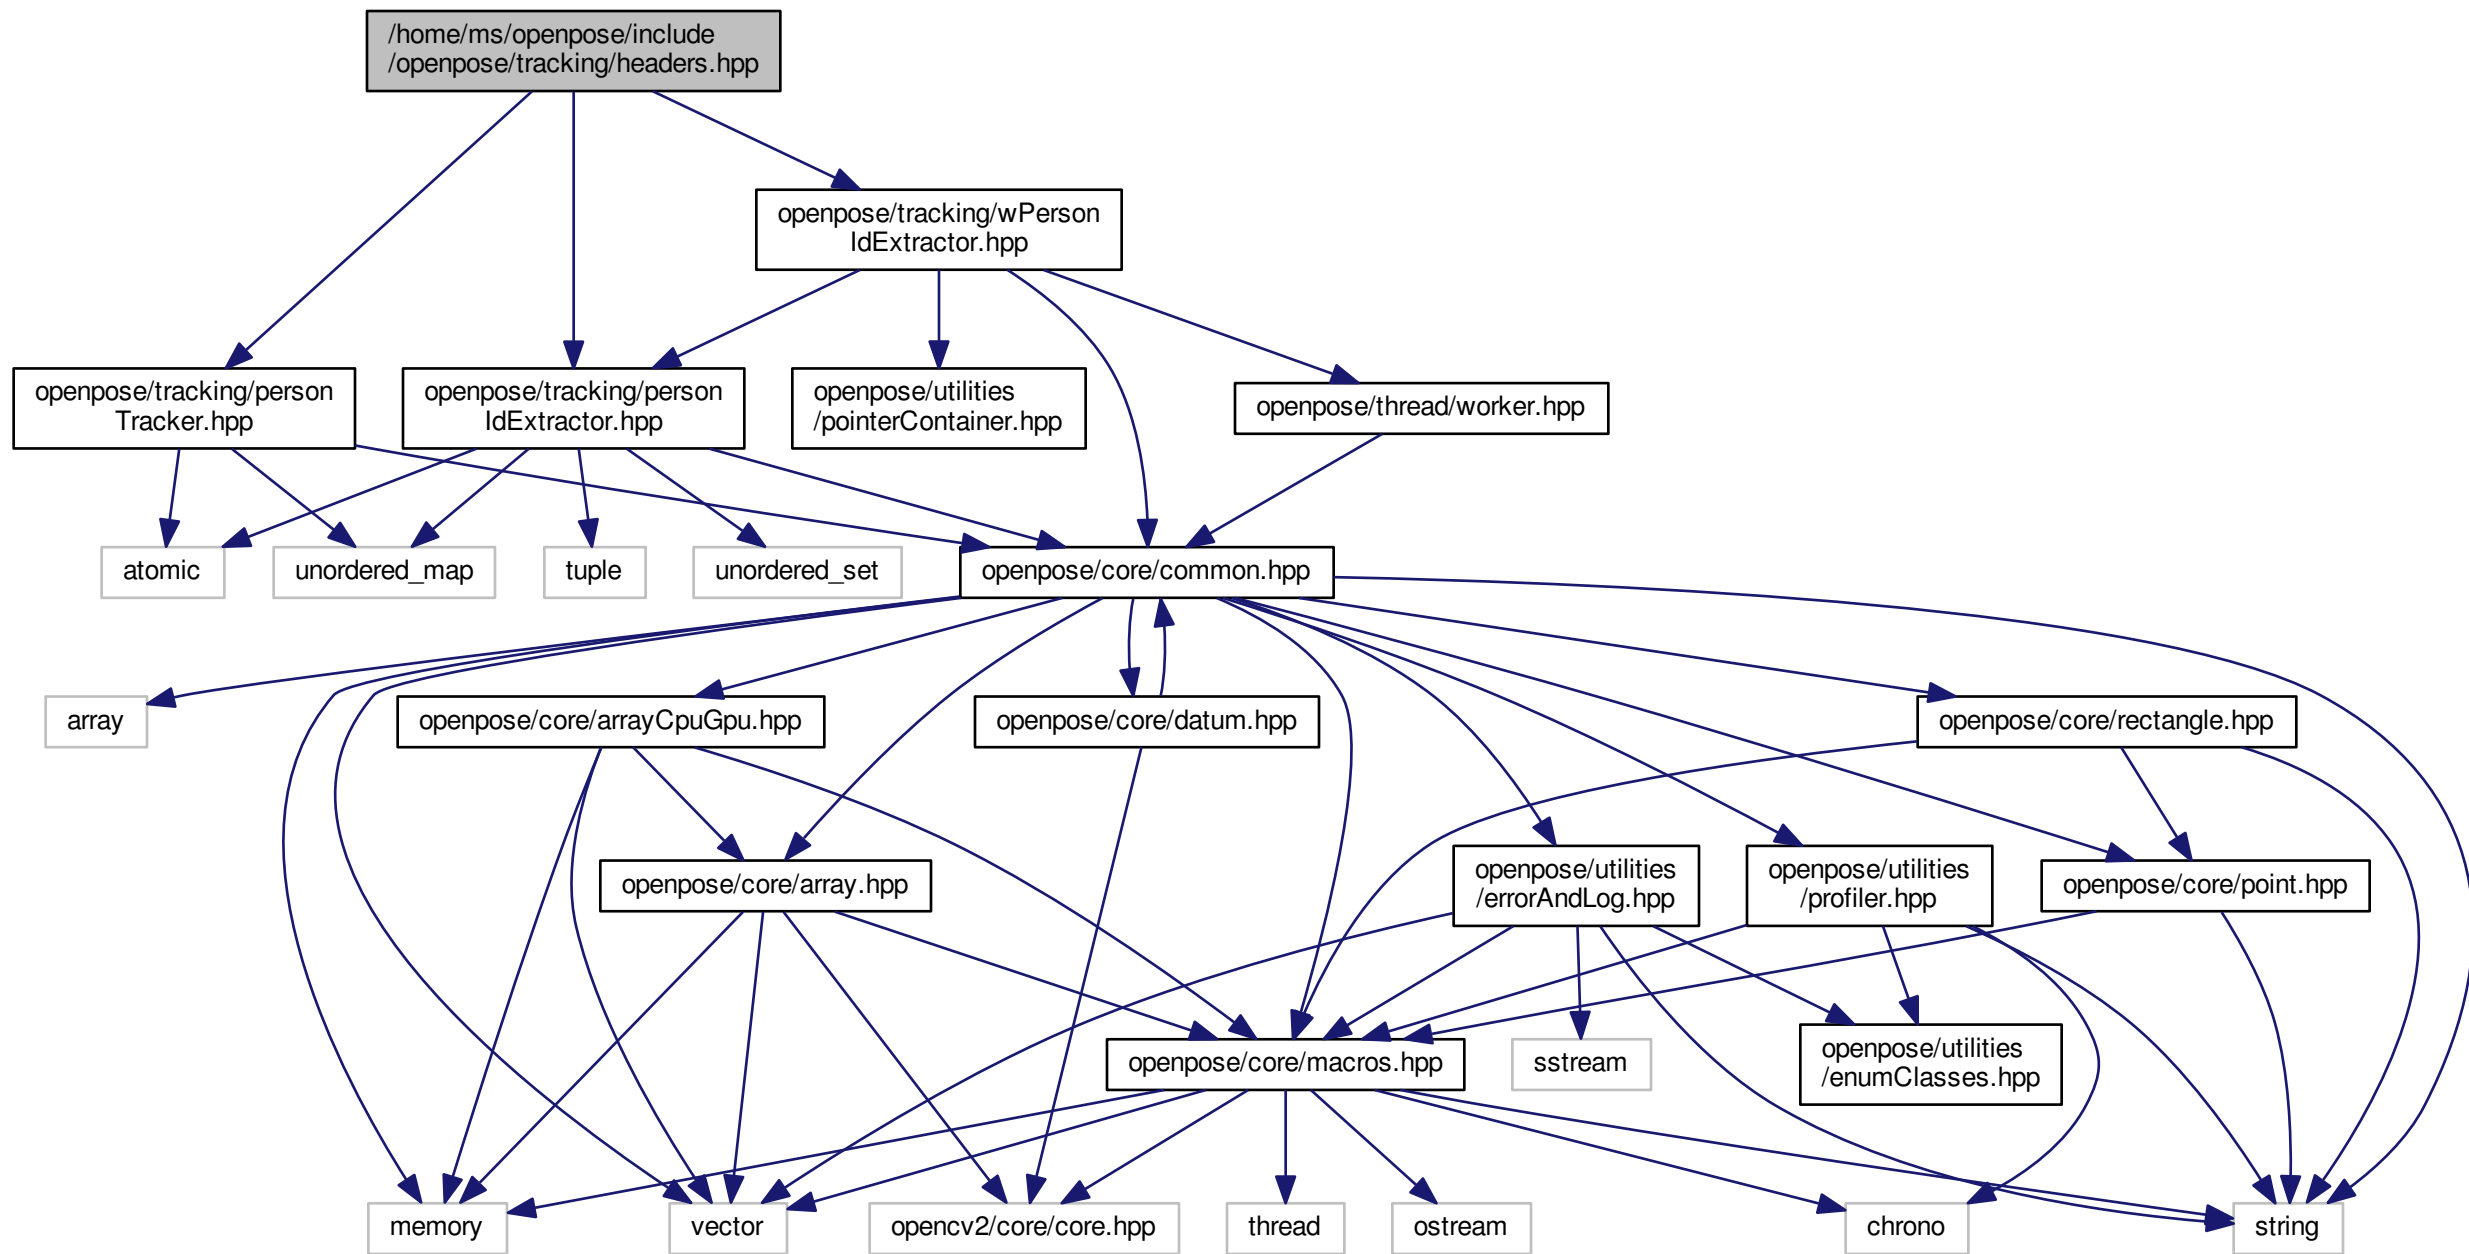 /home/ms/openpose/include
/openpose/tracking/headers.hpp
openpose/tracking/wPerson
IdExtractor.hpp
openpose/tracking/person
Tracker.hpp
openpose/tracking/person
IdExtractor.hpp
openpose/utilities
/pointerContainer.hpp
openpose/thread/worker.hpp
atomic
unordered_map
tuple
unordered_set
openpose/core/common.hpp
array
openpose/core/arrayCpuGpu.hpp
openpose/core/datum.hpp
openpose/core/rectangle.hpp
openpose/core/array.hpp
openpose/utilities
/errorAndLog.hpp
openpose/utilities
/profiler.hpp
openpose/core/point.hpp
openpose/core/macros.hpp
sstream
openpose/utilities
/enumClasses.hpp
memory
vector
opencv2/core/core.hpp
thread
ostream
chrono
string